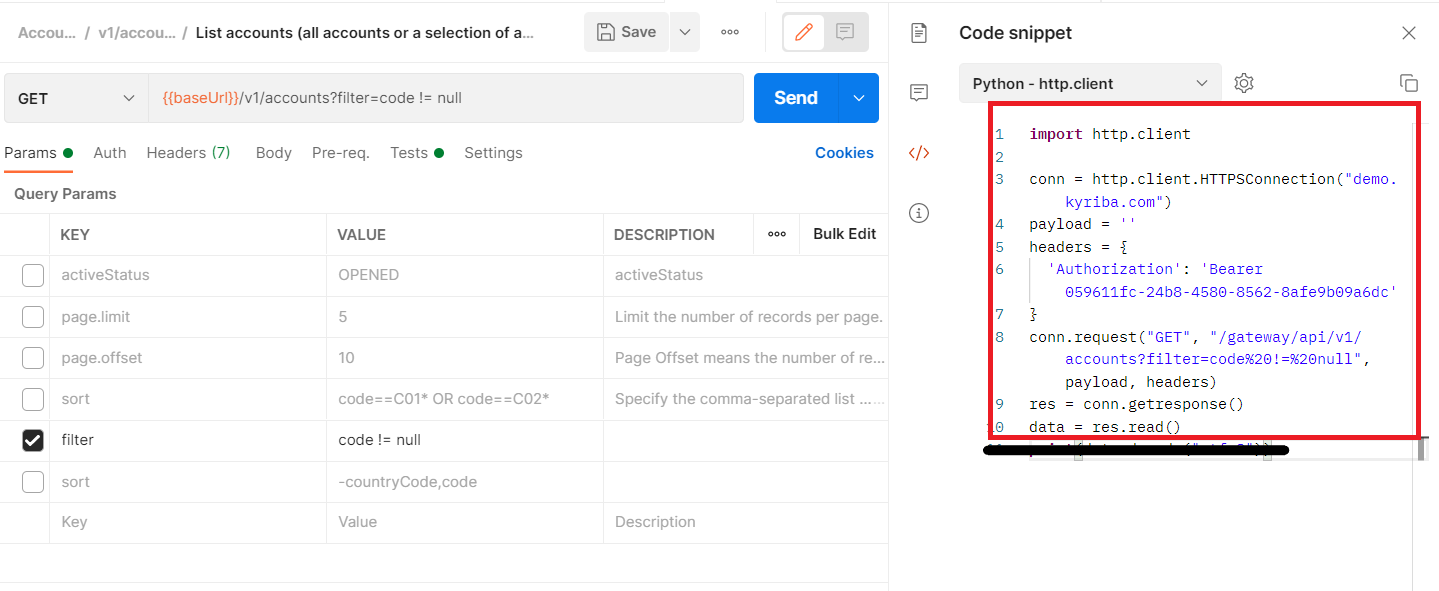 Accou... / v1/accou... / List accounts (all accounts or a selection of a...
Save
GET
{{baseUrl}}/v1/accounts?filter=code != null
Send
Params
Auth
Headers (7)
Body
Pre-req.
Tests
Settings
Cookies
Query Params
KEY VALUE DESCRIPTION Bulk Edit
activeStatus OPENED activeStatus
page.limit 5 Limit the number of records per page.
page.offset 10 Page Offset means the number of re...
sort code==C01* OR code==C02* Specify the comma-separated list ......
filter code != null
sort -countryCode,code
Key Value Description
Code snippet
Python - http.client
1 import http.client
2
3 conn = http.client.HTTPSConnection("demo.
kyriba.com")
4 payload = ''
5 headers = {
6 'Authorization': 'Bearer
059611fc-24b8-4580-8562-8afe9b09a6dc'
7 }
8 conn.request("GET", "/gateway/api/v1/
accounts?filter=code%20!=%20null",
payload, headers)
9 res = conn.getresponse()
10 data = res.read()